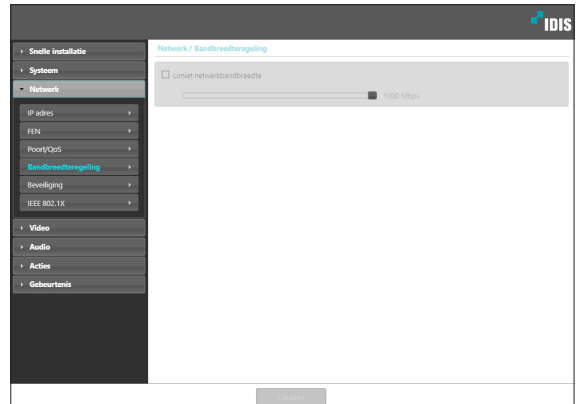 IDIS
Snelle installatie
Systeem
Netwerk
IP adres
FEN
Poort/QoS
Bandbreedteregeling
Beveiliging
IEEE 802.1X
Video
Audio
Acties
Gebeurtenis
Netwerk / Bandbreedteregeling
Limiet netwerkbandbreedte
1000 Mbps